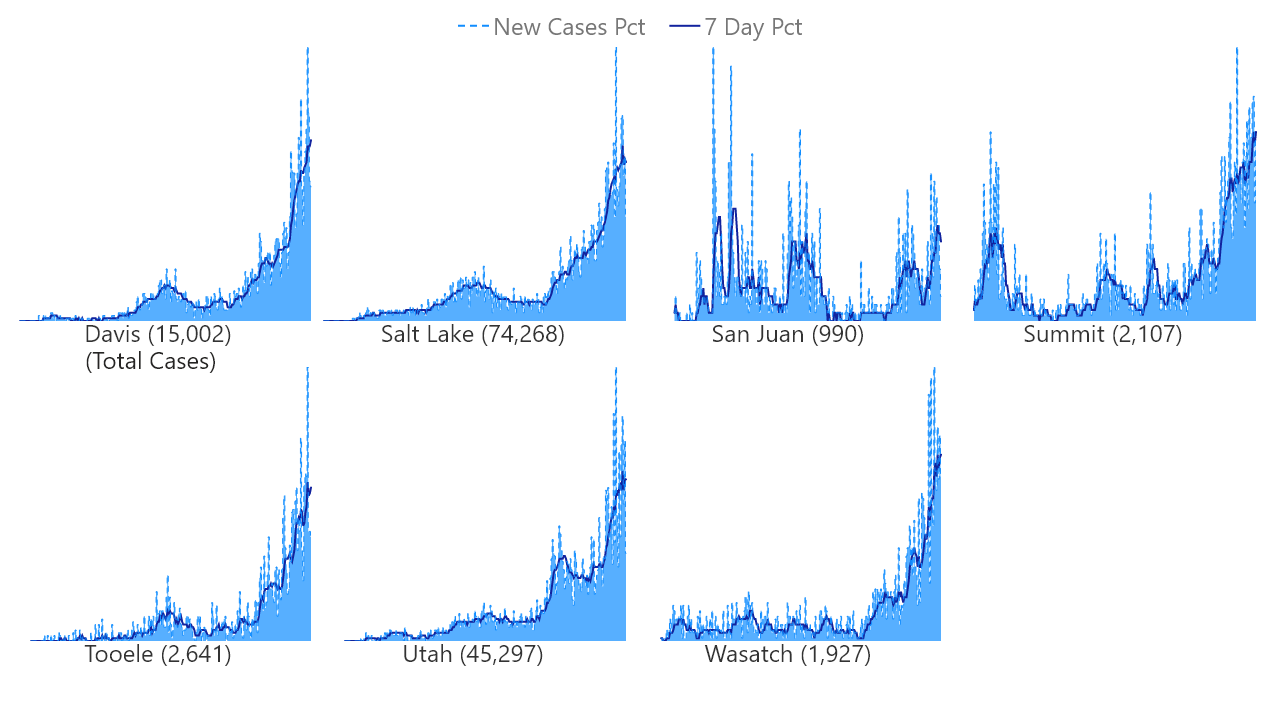 New Cases Pct 7 Day Pct
Davis (15,002)
(Total Cases)
Salt Lake (74,268)
San Juan (990)
Summit (2,107)
Tooele (2,641)
Utah (45,297)
Wasatch (1,927)